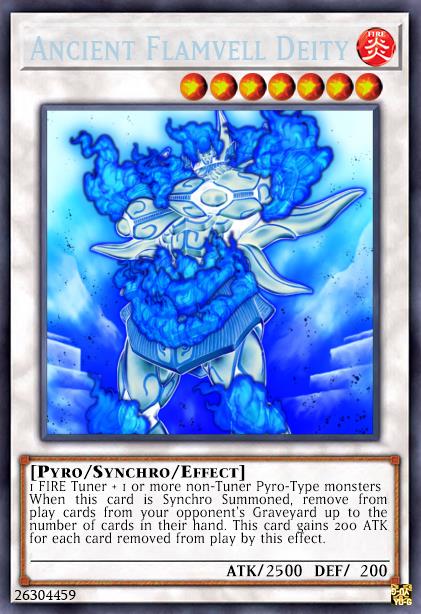 Ancient Flamvell Deity
FIRE
炎
[Pyro/Synchro/Effect]
1 FIRE Tuner + 1 or more non-Tuner Pyro-Type monsters
When this card is Synchro Summoned, remove from
play cards from your opponent's Graveyard up to the
number of cards in their hand. This card gains 200 ATK
for each card removed from play by this effect.
ATK/2500 DEF/ 200
26304459